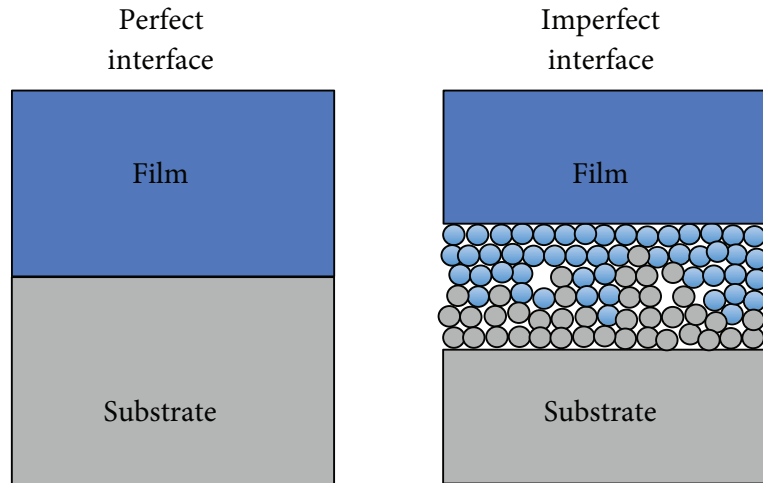 Perfect
interface
Film
Substrate
Imperfect
interface
Film
Substrate